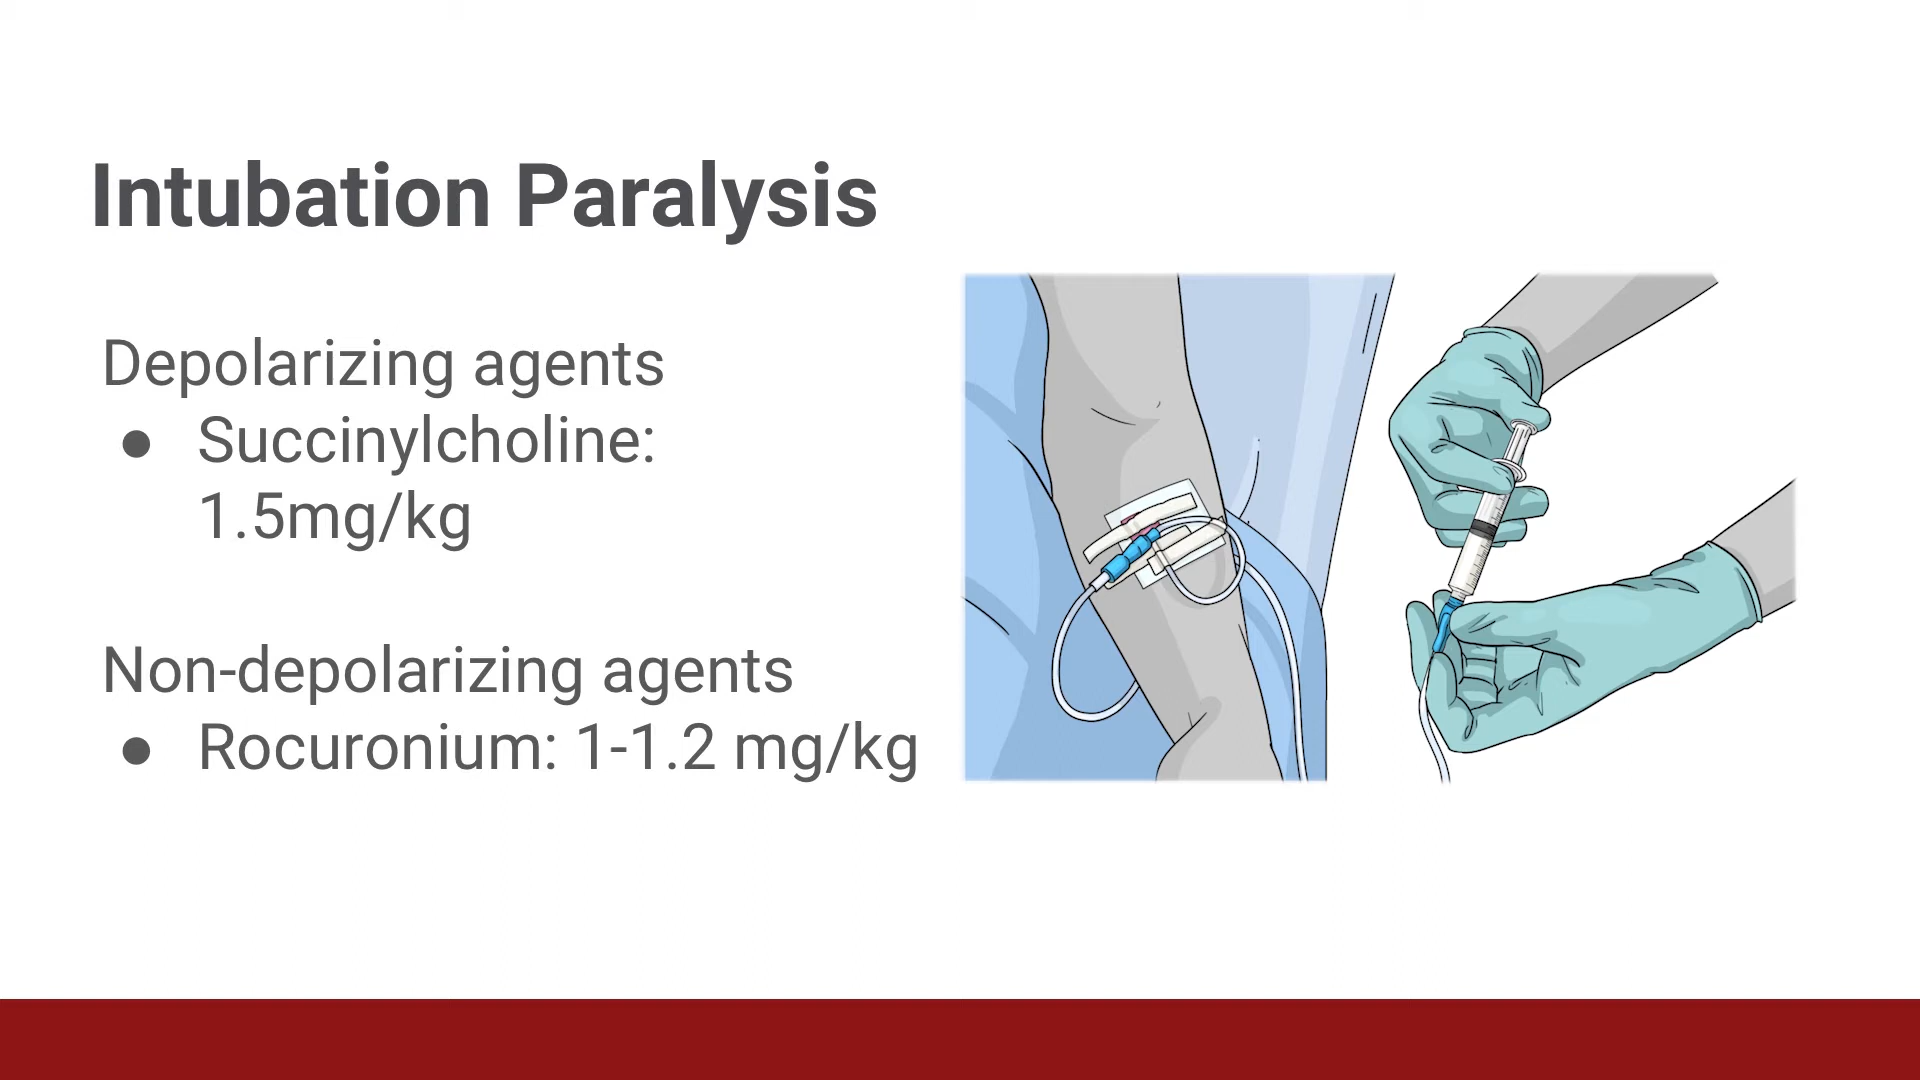 Intubation Paralysis
Depolarizing agents
● Succinylcholine:
1.5mg/kg
Non-depolarizing agents
● Rocuronium: 1-1.2 mg/kg